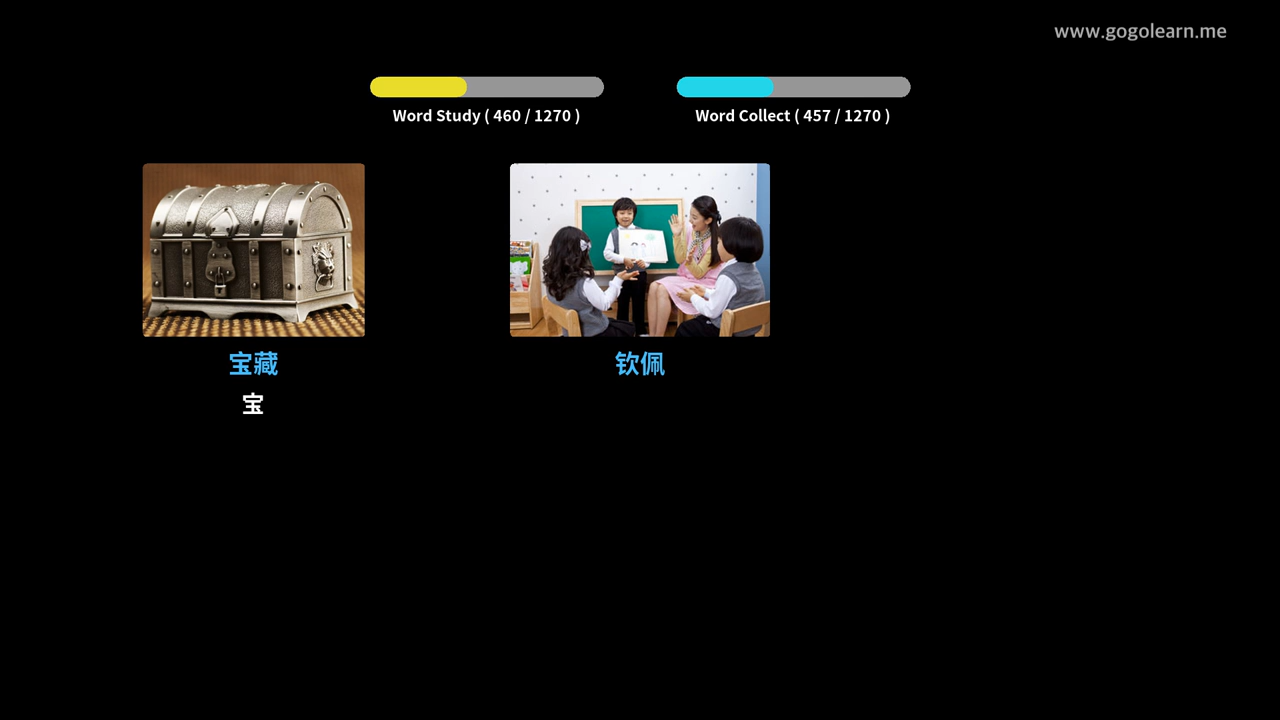 www.gogolearn.me
Word Study ( 460 / 1270 )
Word Collect ( 457 / 1270 )
宝藏
钦佩
宝